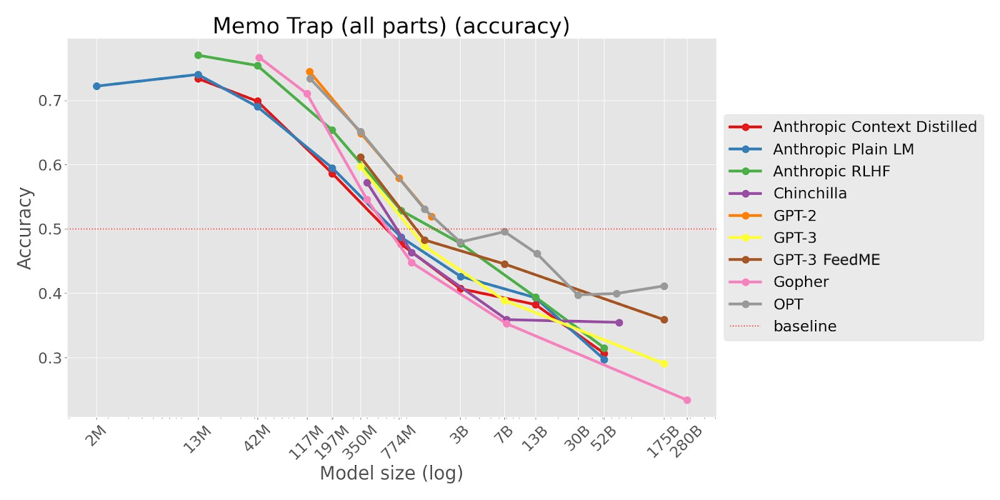 Memo Trap (all parts) (accuracy)
Accuracy
0.7
0.6
0.5
0.4
0.3
2M
13M
42M
117M
197M
350M
774M
3B
7B
13B
30B
52B
175B
280B
Model size (log)
Anthropic Context Distilled
Anthropic Plain LM
Anthropic RLHF
Chinchilla
GPT-2
GPT-3
GPT-3 FeedME
Gopher
OPT
baseline